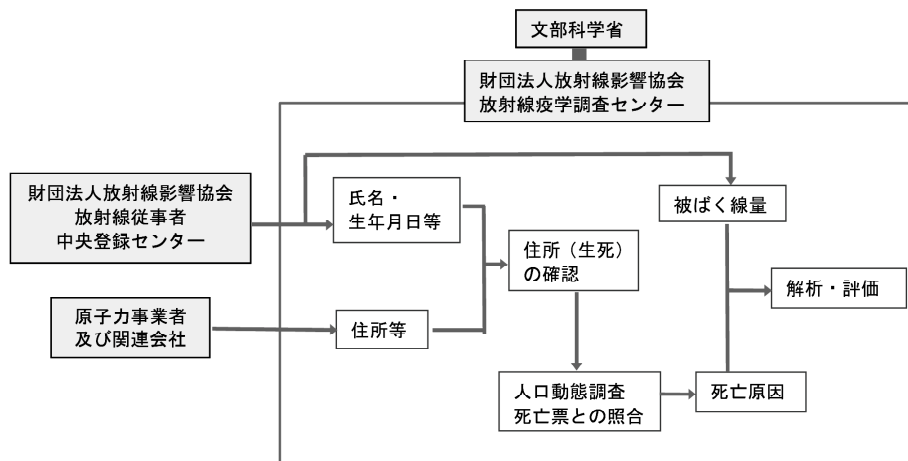 文部科学省
財団法人放射線影響協会
放射線疫学調査センター
財団法人放射線影響協会
放射線従事者
中央登録センター
氏名・
生年月日等
被ばく線量
住所（生死）
の確認
解析・評価
原子力事業者
及び関連会社
住所等
人口動態調査
死亡票との照合
死亡原因